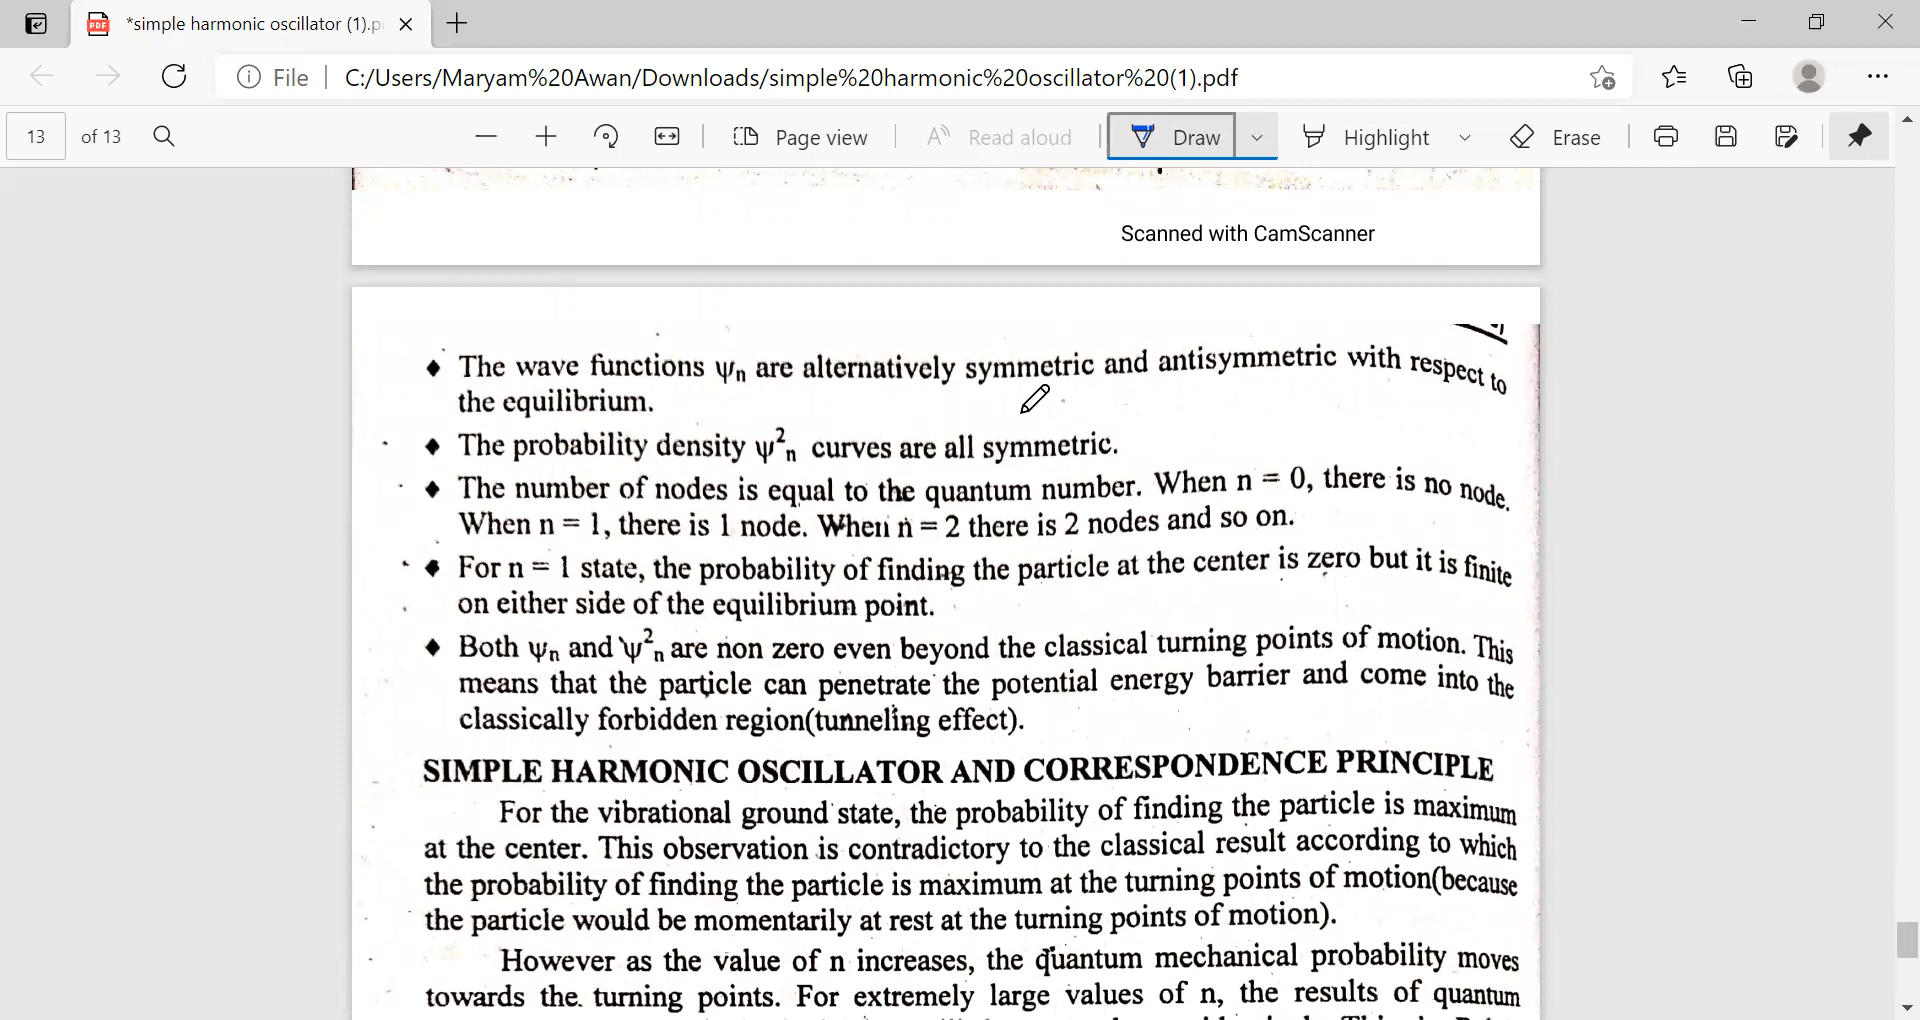 *simple harmonic oscillator (1).p
File C:/Users/Maryam%20Awan/Downloads/simple%20harmonic%20oscillator%20(1).pdf
13 of 13 Page view Read aloud Draw Highlight Erase
Scanned with CamScanner
♦ The wave functions ψn are alternatively symmetric and antisymmetric with respect to
the equilibrium.
♦ The probability density ψ²n curves are all symmetric.
♦ The number of nodes is equal to the quantum number. When n = 0, there is no node.
When n = 1, there is 1 node. When n = 2 there is 2 nodes and so on.
♦ For n = 1 state, the probability of finding the particle at the center is zero but it is finite
on either side of the equilibrium point.
♦ Both ψn and ψ²n are non zero even beyond the classical turning points of motion. This
means that the particle can penetrate the potential energy barrier and come into the
classically forbidden region(tunneling effect).
SIMPLE HARMONIC OSCILLATOR AND CORRESPONDENCE PRINCIPLE
For the vibrational ground state, the probability of finding the particle is maximum
at the center. This observation is contradictory to the classical result according to which
the probability of finding the particle is maximum at the turning points of motion(because
the particle would be momentarily at rest at the turning points of motion).
However as the value of n increases, the quantum mechanical probability moves
towards the turning points. For extremely large values of n, the results of quantum